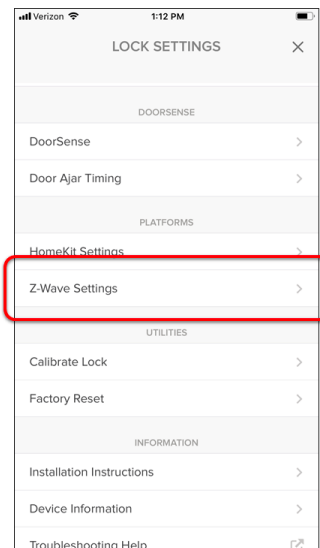 Verizon 1:12 PM
LOCK SETTINGS
DOORSENSE
DoorSense
Door Ajar Timing
PLATFORMS
HomeKit Settings
Z-Wave Settings
UTILITIES
Calibrate Lock
Factory Reset
INFORMATION
Installation Instructions
Device Information
Troubleshooting Help